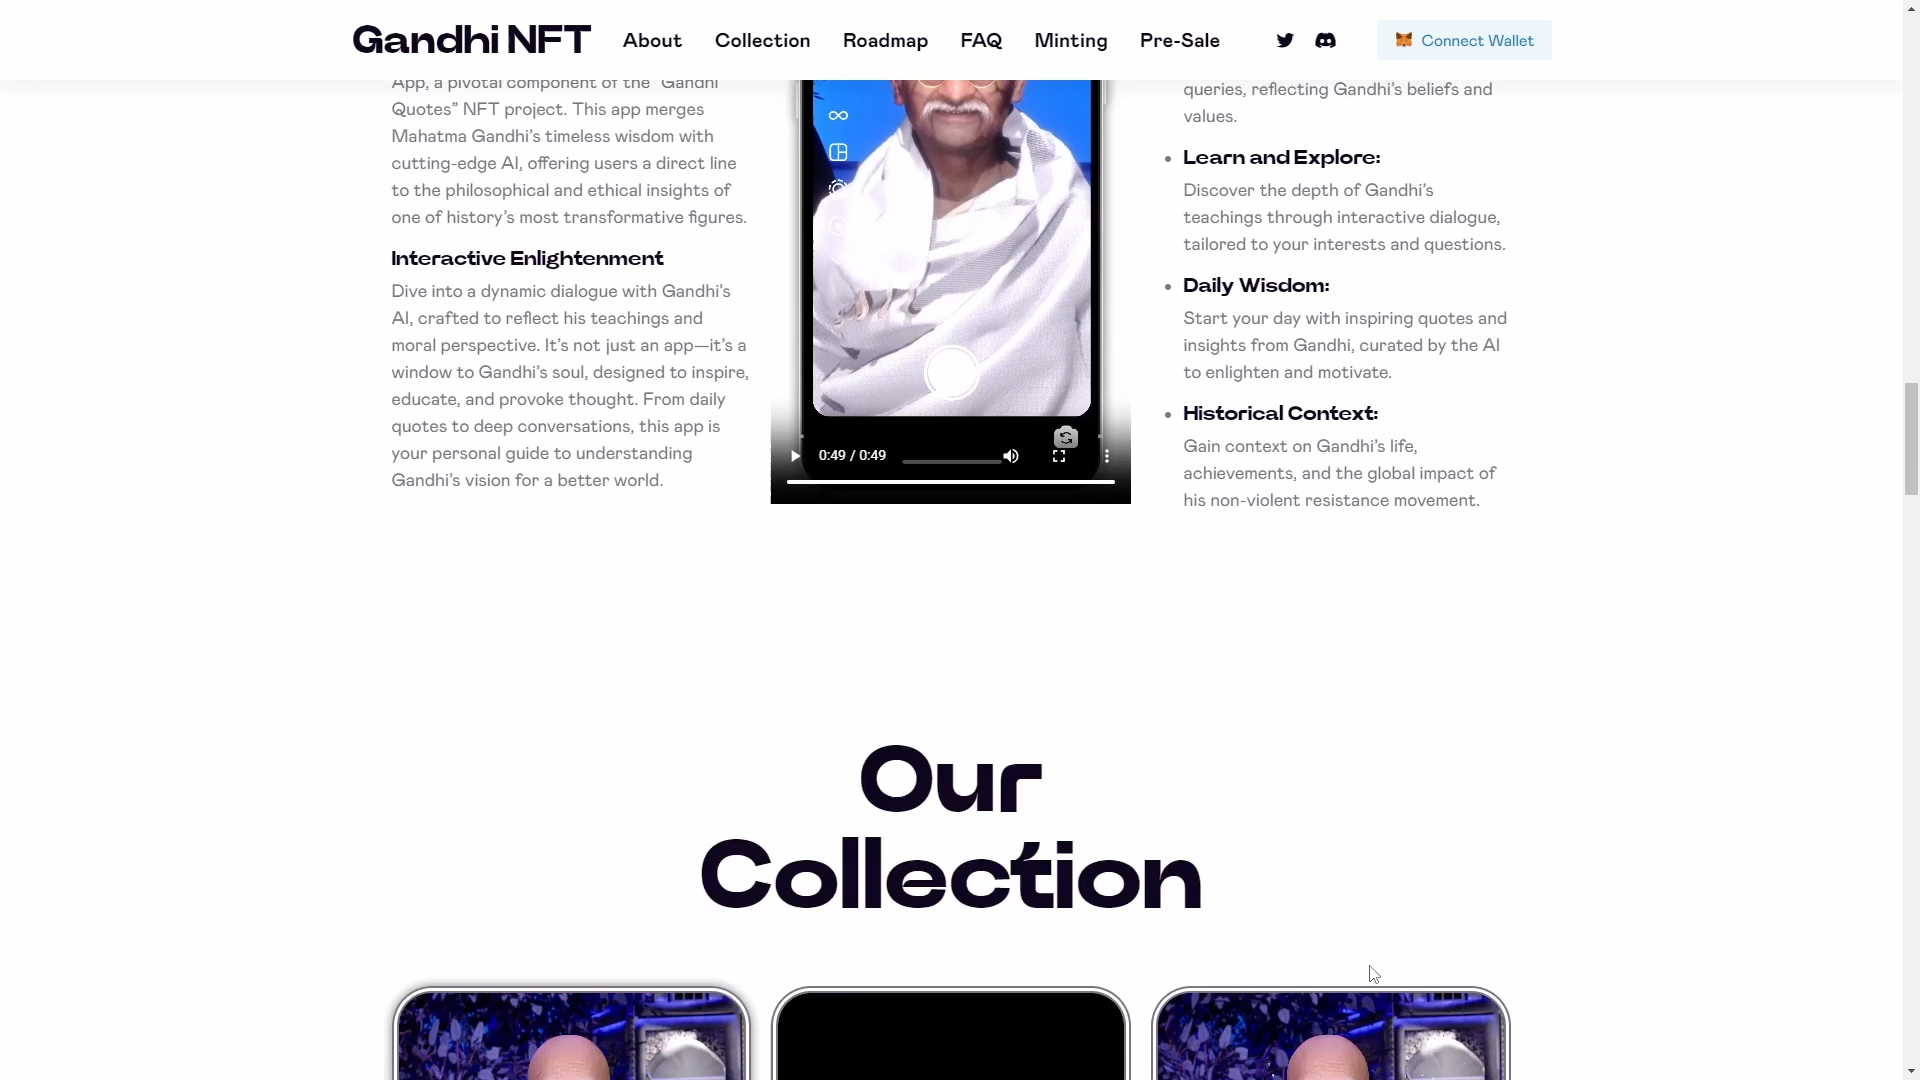 Gandhi NFT
About
Collection
Roadmap
FAQ
Minting
Pre-Sale
Connect Wallet
App, a pivotal component of the “Gandhi
Quotes” NFT project. This app merges
Mahatma Gandhi’s timeless wisdom with
cutting-edge AI, offering users a direct line
to the philosophical and ethical insights of
one of history’s most transformative figures.
Interactive Enlightenment
Dive into a dynamic dialogue with Gandhi’s
AI, crafted to reflect his teachings and
moral perspective. It’s not just an app—it’s a
window to Gandhi’s soul, designed to inspire,
educate, and provoke thought. From daily
quotes to deep conversations, this app is
your personal guide to understanding
Gandhi’s vision for a better world.
0:49 / 0:49
queries, reflecting Gandhi’s beliefs and
values.
Learn and Explore:
Discover the depth of Gandhi’s
teachings through interactive dialogue,
tailored to your interests and questions.
Daily Wisdom:
Start your day with inspiring quotes and
insights from Gandhi, curated by the AI
to enlighten and motivate.
Historical Context:
Gain context on Gandhi’s life,
achievements, and the global impact of
his non-violent resistance movement.
Our
Collection